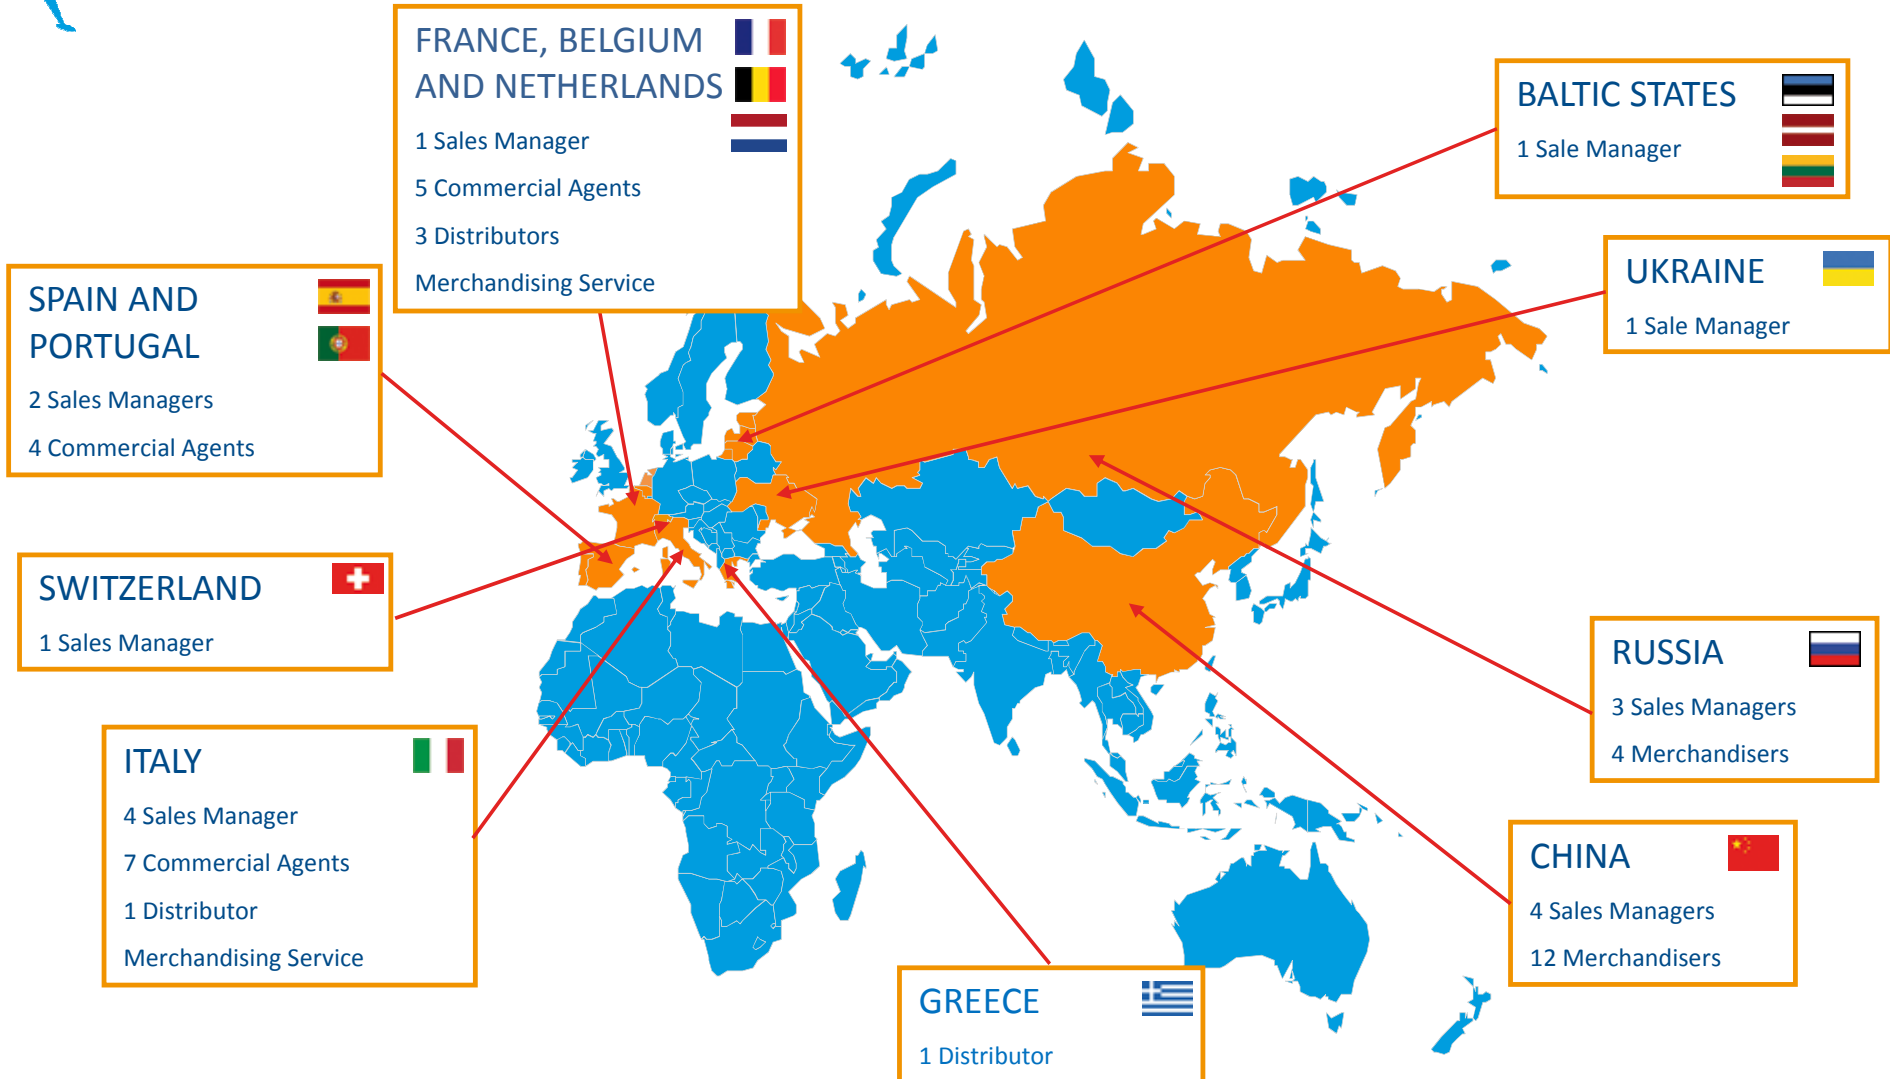 FRANCE, BELGIUM
AND NETHERLANDS
1 Sales Manager
5 Commercial Agents
3 Distributors
Merchandising Service
BALTIC STATES
1 Sale Manager
UKRAINE
1 Sale Manager
SPAIN AND
PORTUGAL
2 Sales Managers
4 Commercial Agents
SWITZERLAND
1 Sales Manager
RUSSIA
3 Sales Managers
4 Merchandisers
ITALY
4 Sales Manager
7 Commercial Agents
1 Distributor
Merchandising Service
CHINA
4 Sales Managers
12 Merchandisers
GREECE
1 Distributor